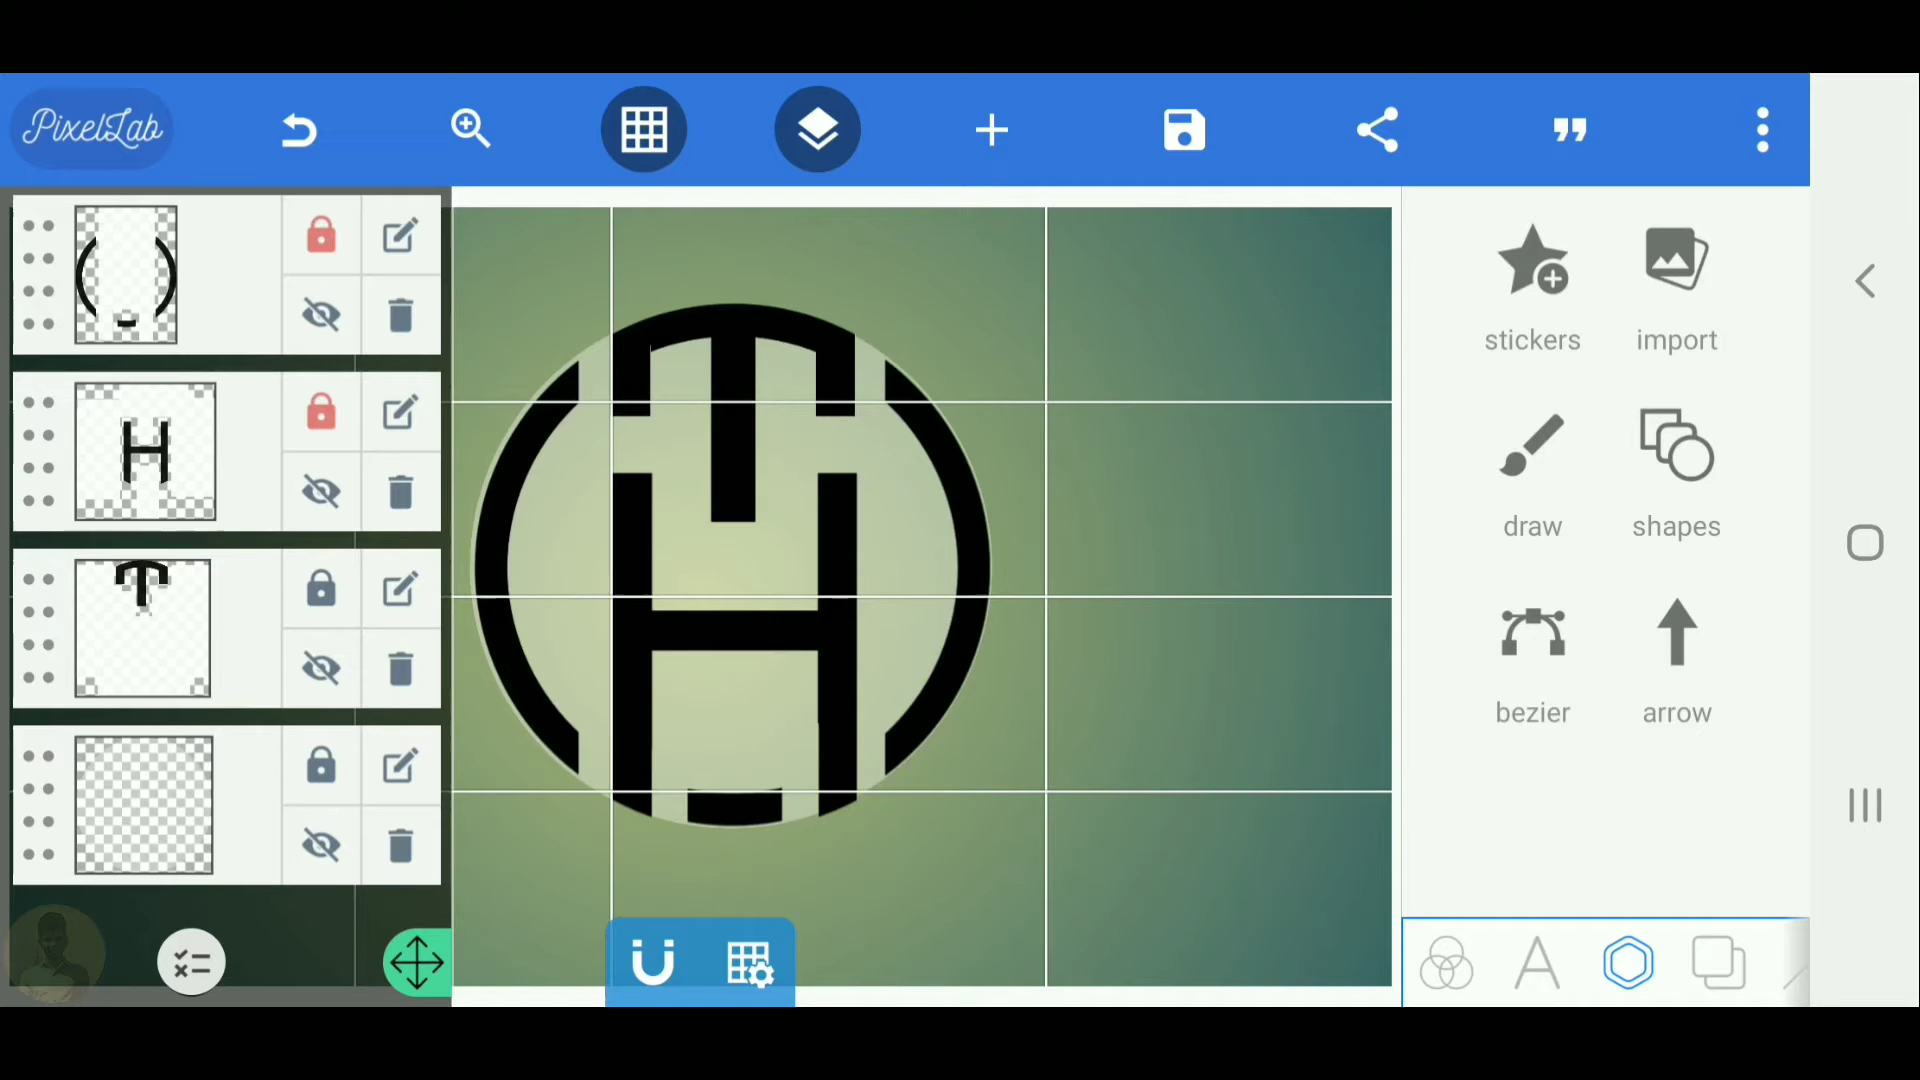 PixelLab
stickers import
draw shapes
bezier arrow
T
H
H
T